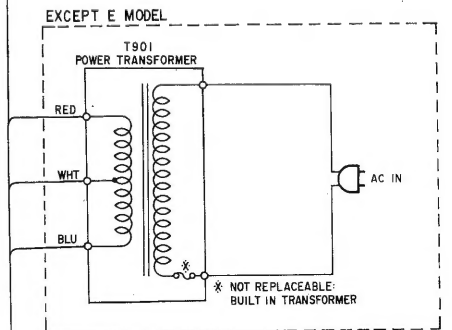 EXCEPT E MODEL
T901
POWER TRANSFORMER
RED
WHT
BLU
AC IN
※
※ NOT REPLACEABLE:
BUILT IN TRANSFORMER